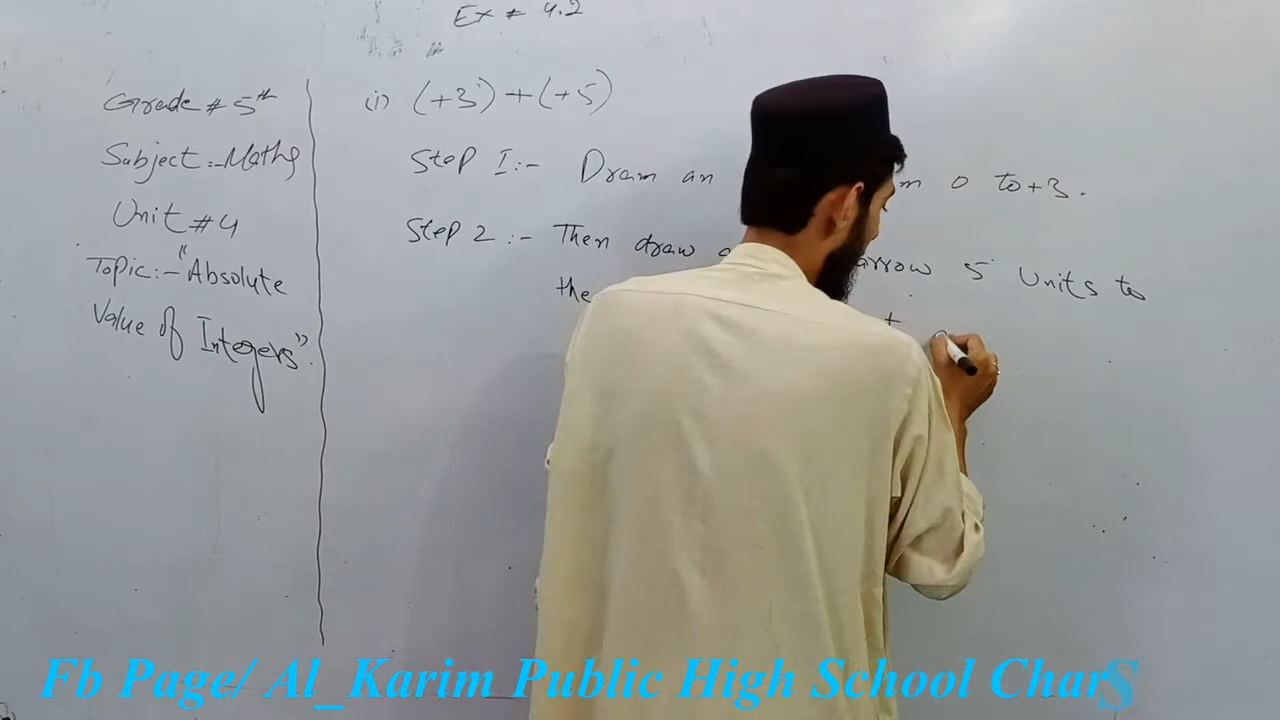 Ex # 4.2
Grade # 5th
Subject :- Maths
Unit # 4
Topic :- "Absolute
Value of Integers".
(i) (+3) + (+5)
Step I :- Draw an m 0 to +3.
Step 2 :- Then draw arrow 5 Units to
the
+
Fb Page/ Al_Karim Public High School Chars